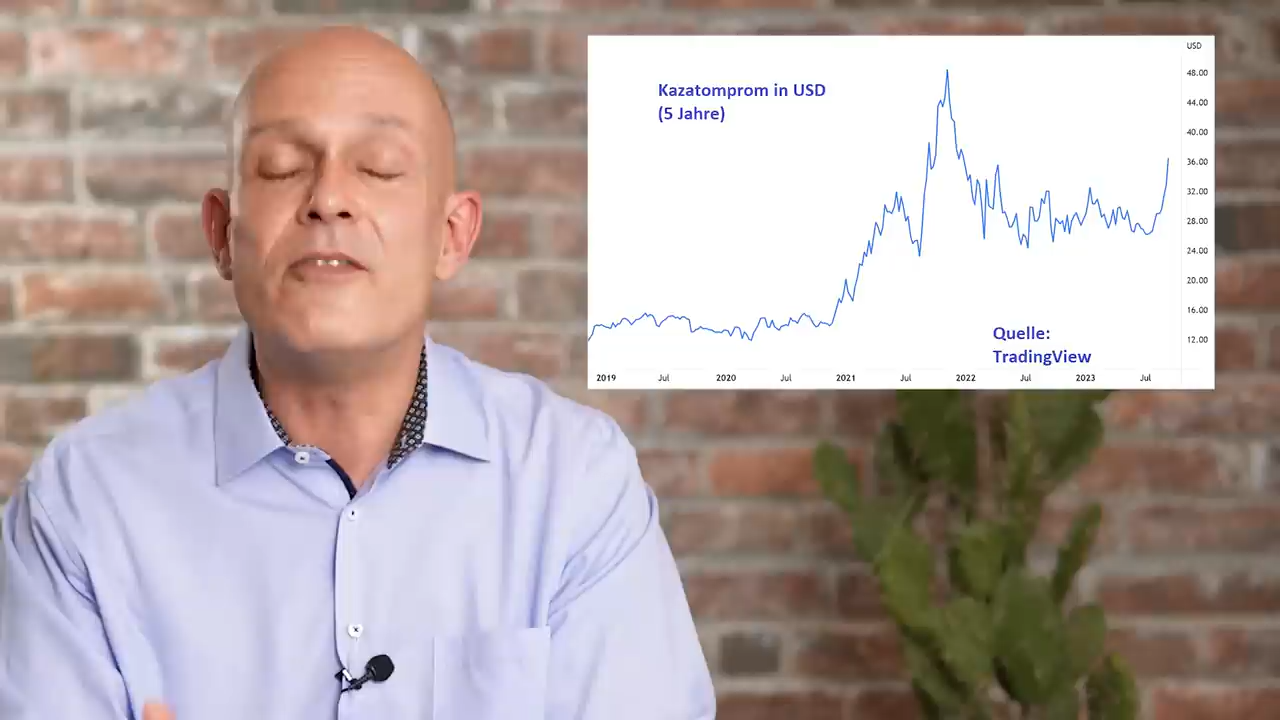 Kazatomprom in USD
(5 Jahre)
USD
48.00
44.00
40.00
36.00
32.00
28.00
24.00
20.00
16.00
12.00
Quelle:
TradingView
2019 Jul 2020 Jul 2021 Jul 2022 Jul 2023 Jul